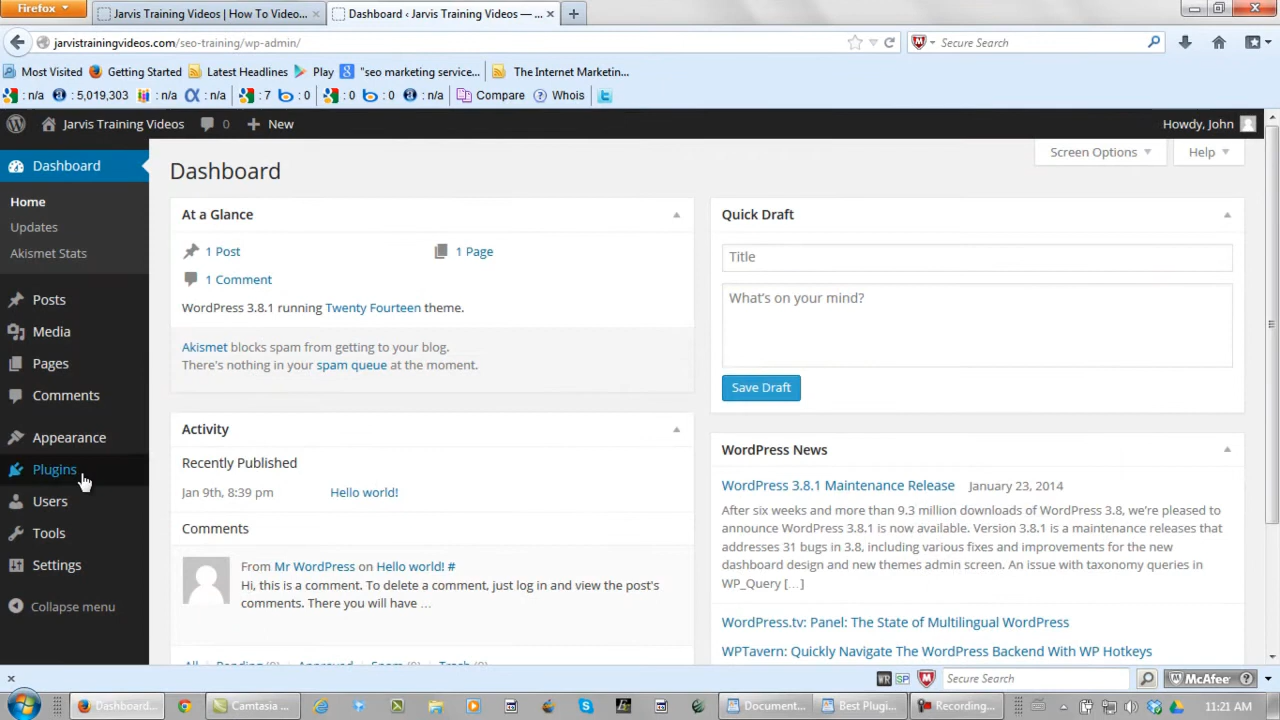 Firefox
Jarvis Training Videos | How To Video...
Dashboard ‹ Jarvis Training Videos — ...
jarvistrainingvideos.com/seo-training/wp-admin/
Secure Search
Most Visited
Getting Started
Latest Headlines
Play
"seo marketing service...
The Internet Marketin...
: n/a
: 5,019,303
: n/a
: n/a
: 7
: 0
: 0
: 0
: n/a
Compare
Whois
Jarvis Training Videos
0
New
Howdy, John
Dashboard
Home
Updates
Akismet Stats
Posts
Media
Pages
Comments
Appearance
Plugins
Users
Tools
Settings
Collapse menu
Dashboard
Screen Options
Help
At a Glance
1 Post
1 Page
1 Comment
WordPress 3.8.1 running Twenty Fourteen theme.
Akismet blocks spam from getting to your blog.
There's nothing in your spam queue at the moment.
Activity
Recently Published
Jan 9th, 8:39 pm
Hello world!
Comments
From Mr WordPress on Hello world! #
Hi, this is a comment. To delete a comment, just log in and view the post's
comments. There you will have …
Quick Draft
Title
What's on your mind?
Save Draft
WordPress News
WordPress 3.8.1 Maintenance Release January 23, 2014
After six weeks and more than 9.3 million downloads of WordPress 3.8, we're pleased to
announce WordPress 3.8.1 is now available. Version 3.8.1 is a maintenance releases that
addresses 31 bugs in 3.8, including various fixes and improvements for the new
dashboard design and new themes admin screen. An issue with taxonomy queries in
WP_Query […]
WordPress.tv: Panel: The State of Multilingual WordPress
WPTavern: Quickly Navigate The WordPress Backend With WP Hotkeys
WR
SP
Secure Search
McAfee
Dashboard...
Camtasia ...
Document...
Best Plugi...
Recording...
11:21 AM